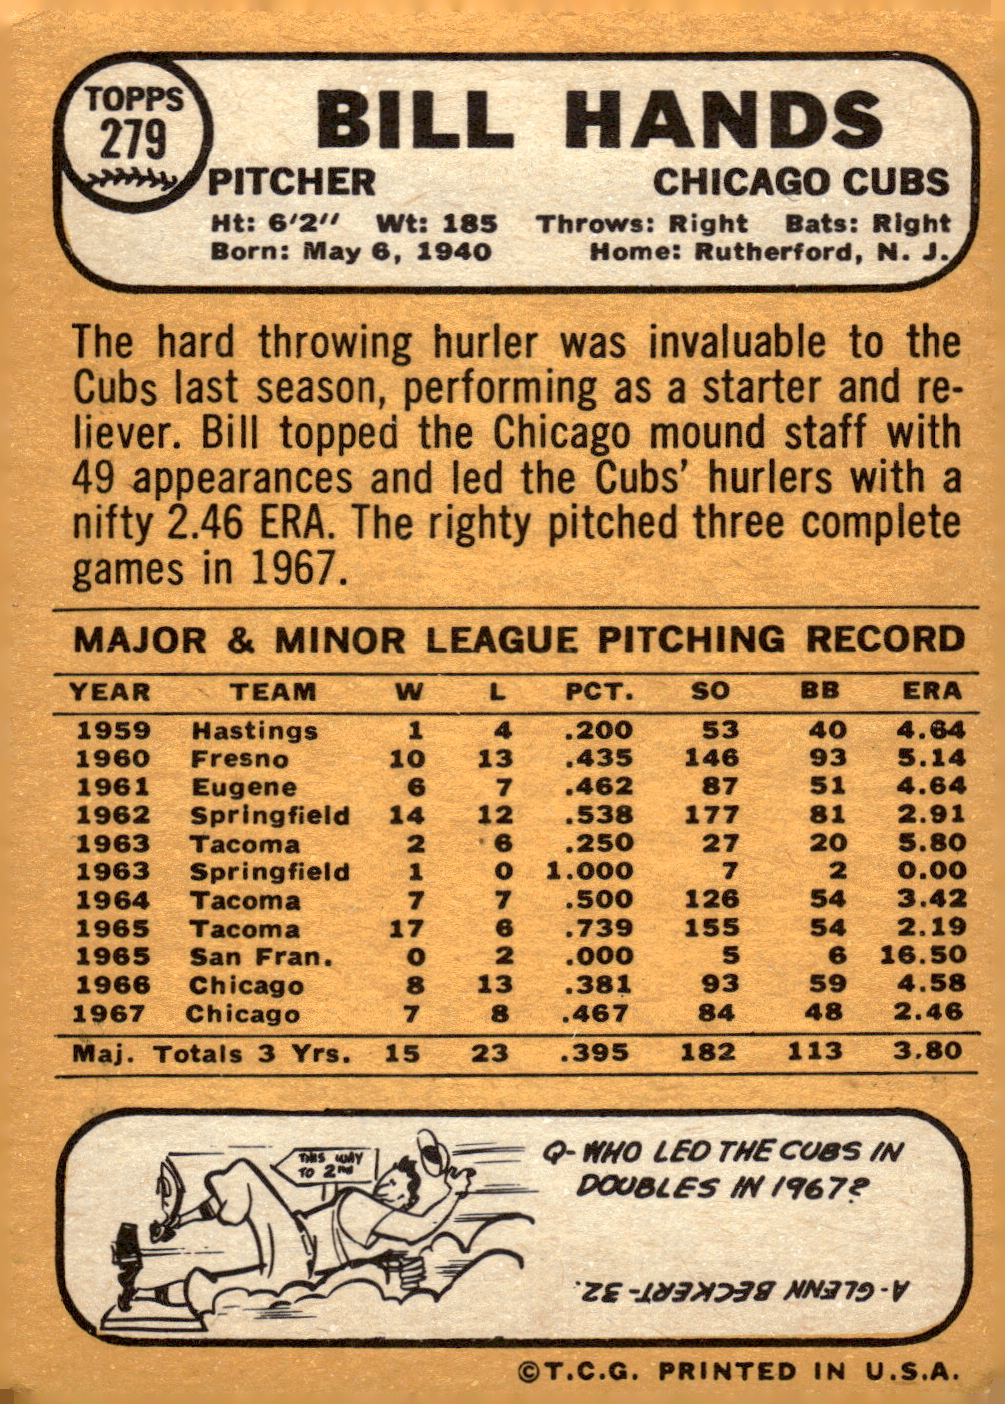 TOPPS
279
BILL HANDS
PITCHER CHICAGO CUBS
Ht: 6'2" Wt: 185 Throws: Right Bats: Right
Born: May 6, 1940 Home: Rutherford, N. J.
The hard throwing hurler was invaluable to the
Cubs last season, performing as a starter and re-
liever. Bill topped the Chicago mound staff with
49 appearances and led the Cubs' hurlers with a
nifty 2.46 ERA. The righty pitched three complete
games in 1967.
MAJOR & MINOR LEAGUE PITCHING RECORD
YEAR TEAM W L PCT. SO BB ERA
1959 Hastings 1 4 .200 53 40 4.64
1960 Fresno 10 13 .435 146 93 5.14
1961 Eugene 6 7 .462 87 51 4.64
1962 Springfield 14 12 .538 177 81 2.91
1963 Tacoma 2 6 .250 27 20 5.80
1963 Springfield 1 0 1.000 7 2 0.00
1964 Tacoma 7 7 .500 126 54 3.42
1965 Tacoma 17 6 .739 155 54 2.19
1965 San Fran. 0 2 .000 5 6 16.50
1966 Chicago 8 13 .381 93 59 4.58
1967 Chicago 7 8 .467 84 48 2.46
Maj. Totals 3 Yrs. 15 23 .395 182 113 3.80
THIS WAY
TO 2ND
Q-WHO LED THE CUBS IN
DOUBLES IN 1967?
A-GLENN BECKERT-32.
©T.C.G. PRINTED IN U.S.A.